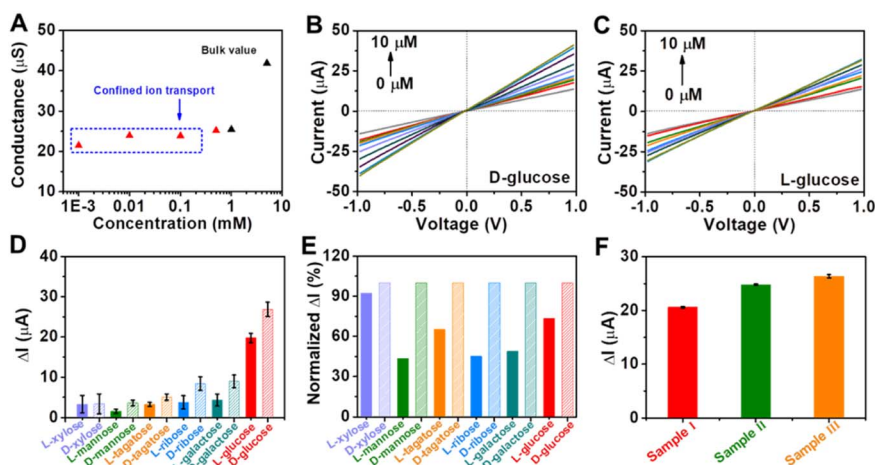 A
Conductance (µS)
50
40
30
20
10
Bulk value
Confined ion transport
1E-3
0.01
0.1
1
10
Concentration (mM)
B
Current (µA)
50
25
0
-25
-50
10 µM
0 µM
D-glucose
-1.0
-0.5
0.0
0.5
1.0
Voltage (V)
C
Current (µA)
50
25
0
-25
-50
10 µM
0 µM
L-glucose
-1.0
-0.5
0.0
0.5
1.0
Voltage (V)
D
ΔI (µA)
40
30
20
10
0
L-xylose
D-xylose
L-mannose
D-mannose
L-tagatose
D-tagatose
L-ribose
D-ribose
L-galactose
D-galactose
L-glucose
D-glucose
E
Normalized ΔI (%)
120
90
60
30
0
L-xylose
D-xylose
L-mannose
D-mannose
L-tagatose
D-tagatose
L-ribose
D-ribose
L-galactose
D-galactose
L-glucose
D-glucose
F
ΔI (µA)
30
20
10
0
Sample I
Sample II
Sample III